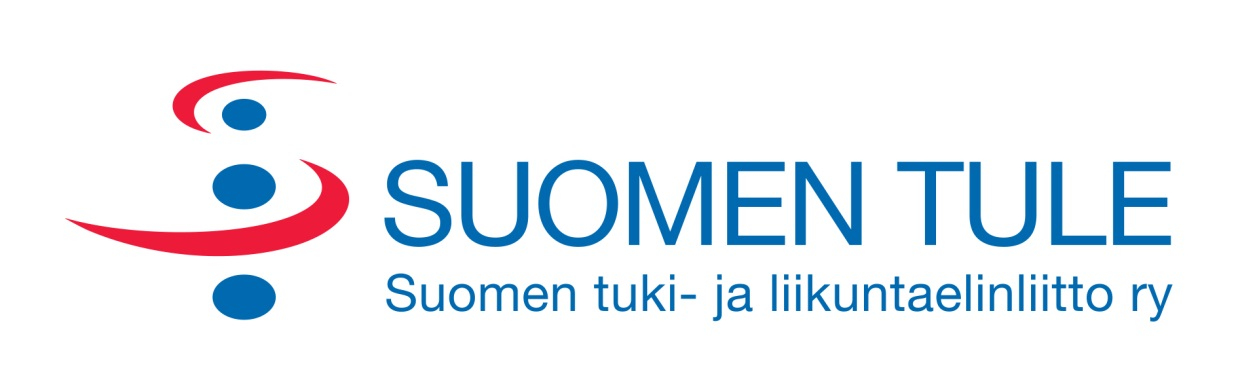 SUOMEN TULE
Suomen tuki- ja liikuntaelinliitto ry